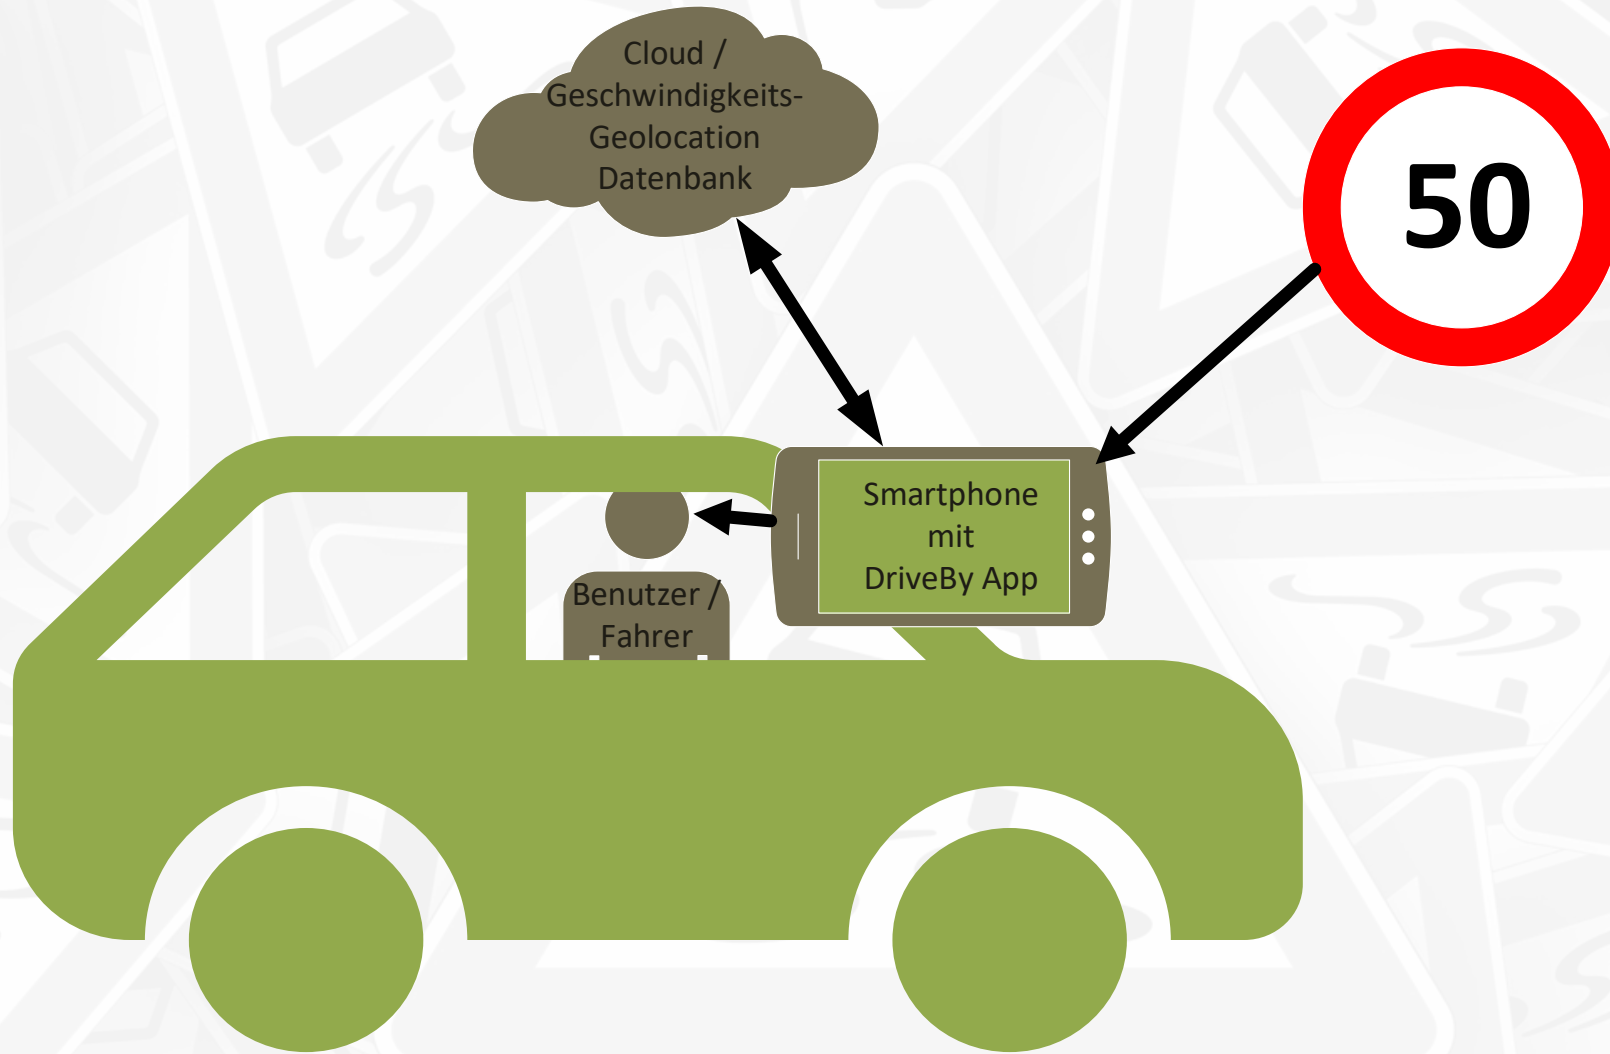 Cloud /
Geschwindigkeits-
Geolocation
Datenbank
50
Smartphone
mit
DriveBy App
Benutzer /
Fahrer